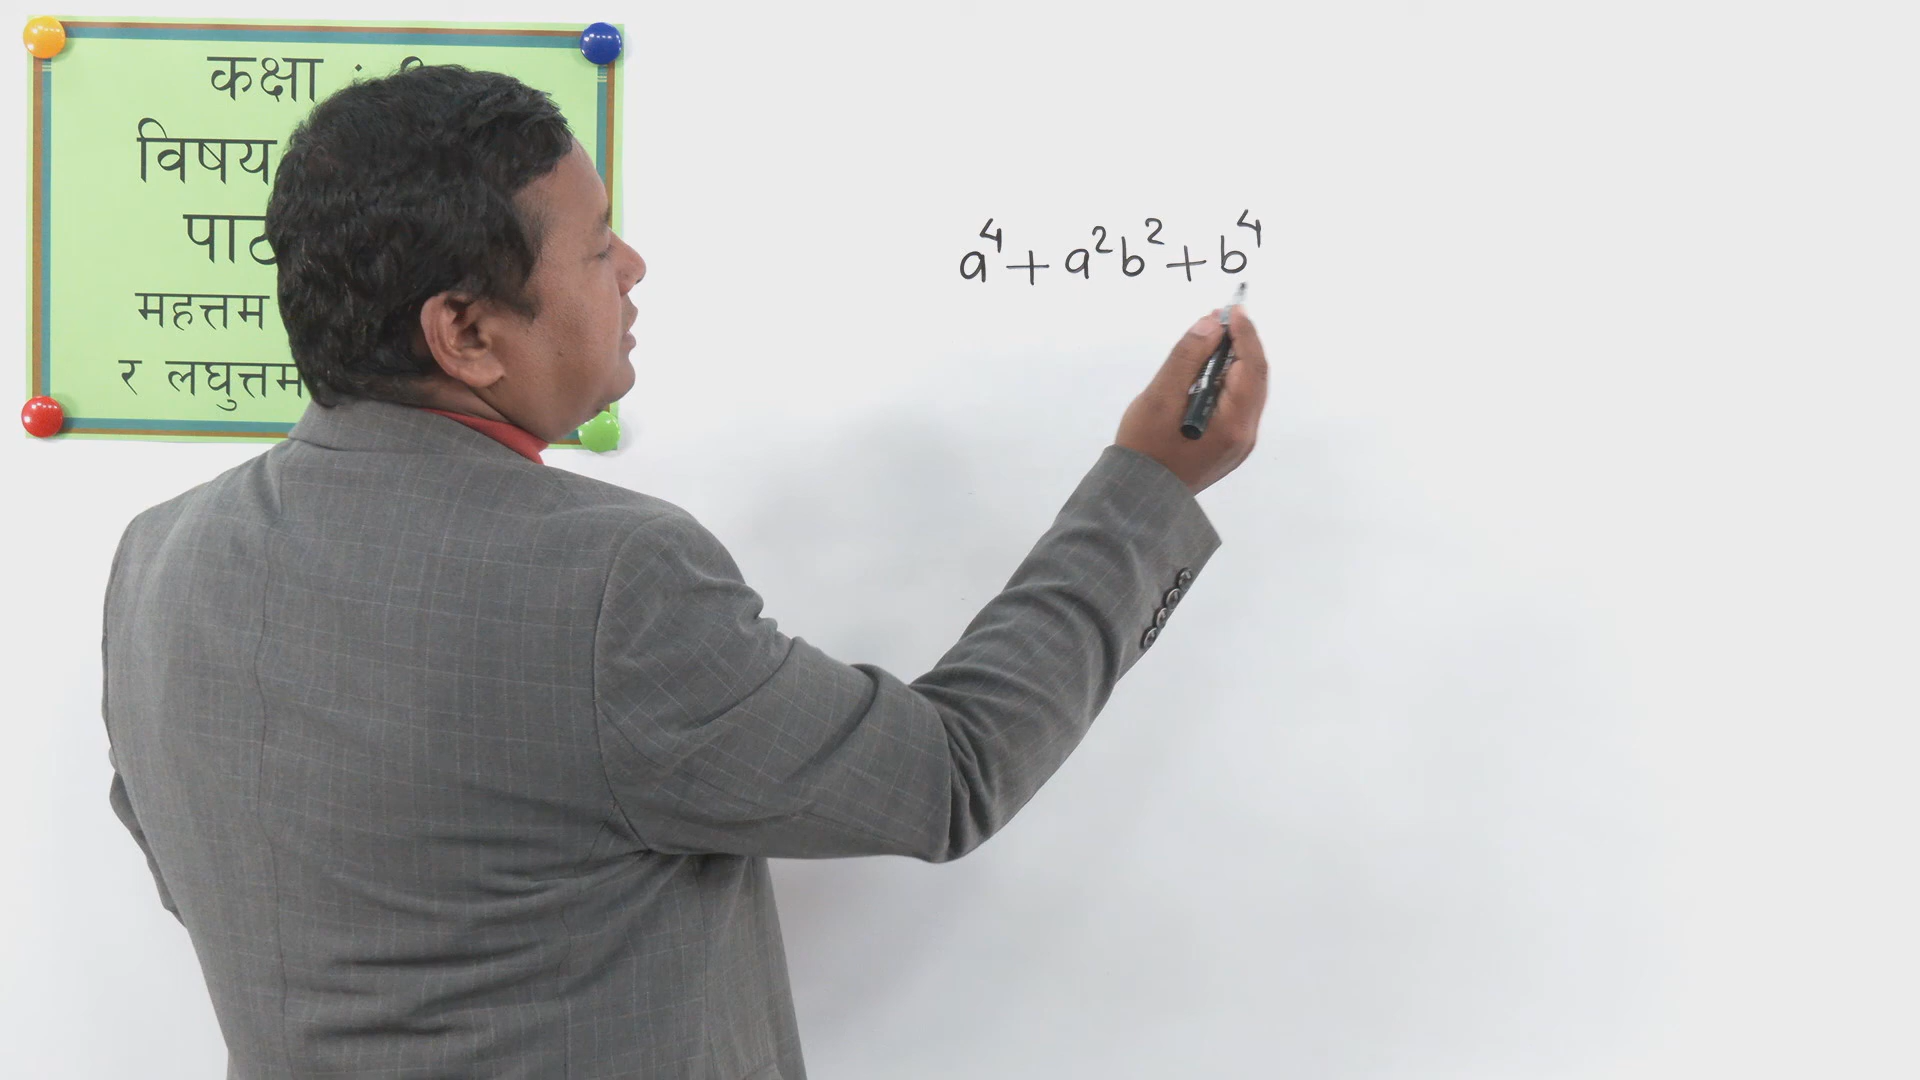 कक्षा
विषय
महत्तम
र लघुत्तम
a⁴ + a²b² + b⁴